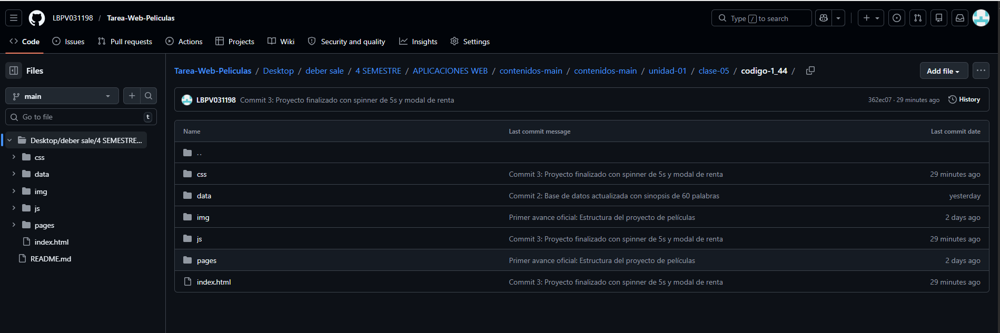 LBPV031198 / Tarea-Web-Peliculas
Type / to search
Code Issues Pull requests Actions Projects Wiki Security and quality Insights Settings
Files
main
Go to file t
Desktop/deber sale/4 SEMESTRE...
css
data
img
js
pages
index.html
README.md
Tarea-Web-Peliculas / Desktop / deber sale / 4 SEMESTRE / APLICACIONES WEB / contenidos-main / contenidos-main / unidad-01 / clase-05 / codigo-1_44 /
Add file
LBPV031198 Commit 3: Proyecto finalizado con spinner de 5s y modal de renta 362ec07 · 29 minutes ago History
Name Last commit message Last commit date
..
css Commit 3: Proyecto finalizado con spinner de 5s y modal de renta 29 minutes ago
data Commit 2: Base de datos actualizada con sinopsis de 60 palabras yesterday
img Primer avance oficial: Estructura del proyecto de películas 2 days ago
js Commit 3: Proyecto finalizado con spinner de 5s y modal de renta 29 minutes ago
pages Primer avance oficial: Estructura del proyecto de películas 2 days ago
index.html Commit 3: Proyecto finalizado con spinner de 5s y modal de renta 29 minutes ago